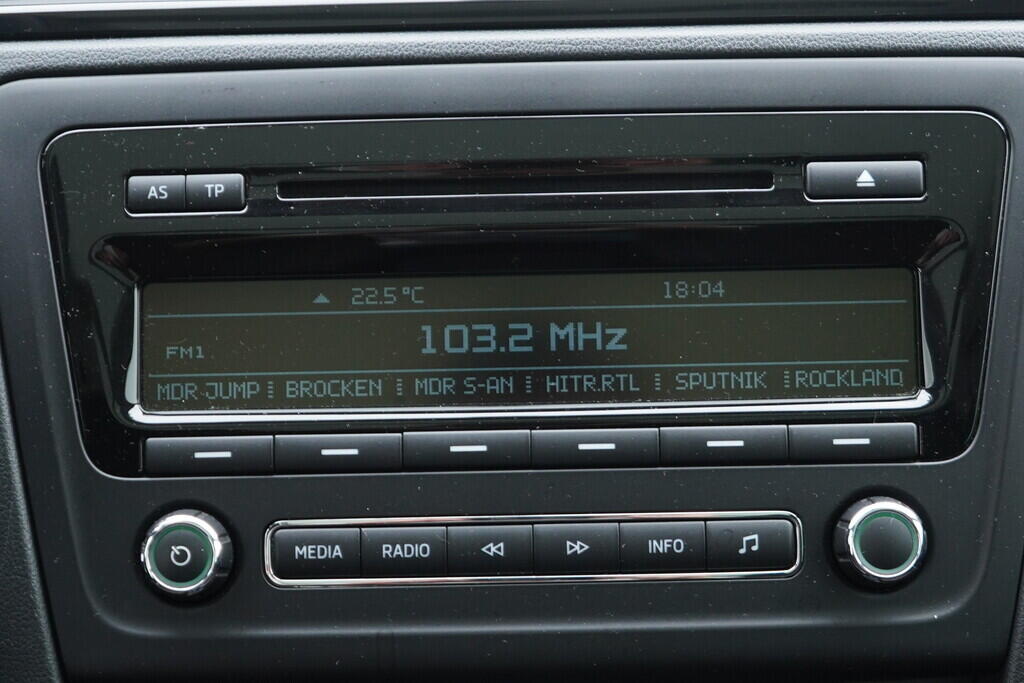 AS TP
22.5°C 18:04
103.2 MHz
FM1
MDR JUMP BROCKEN MDR S-AN HITR.RTL SPUTNIK ROCKLAND
MEDIA RADIO INFO